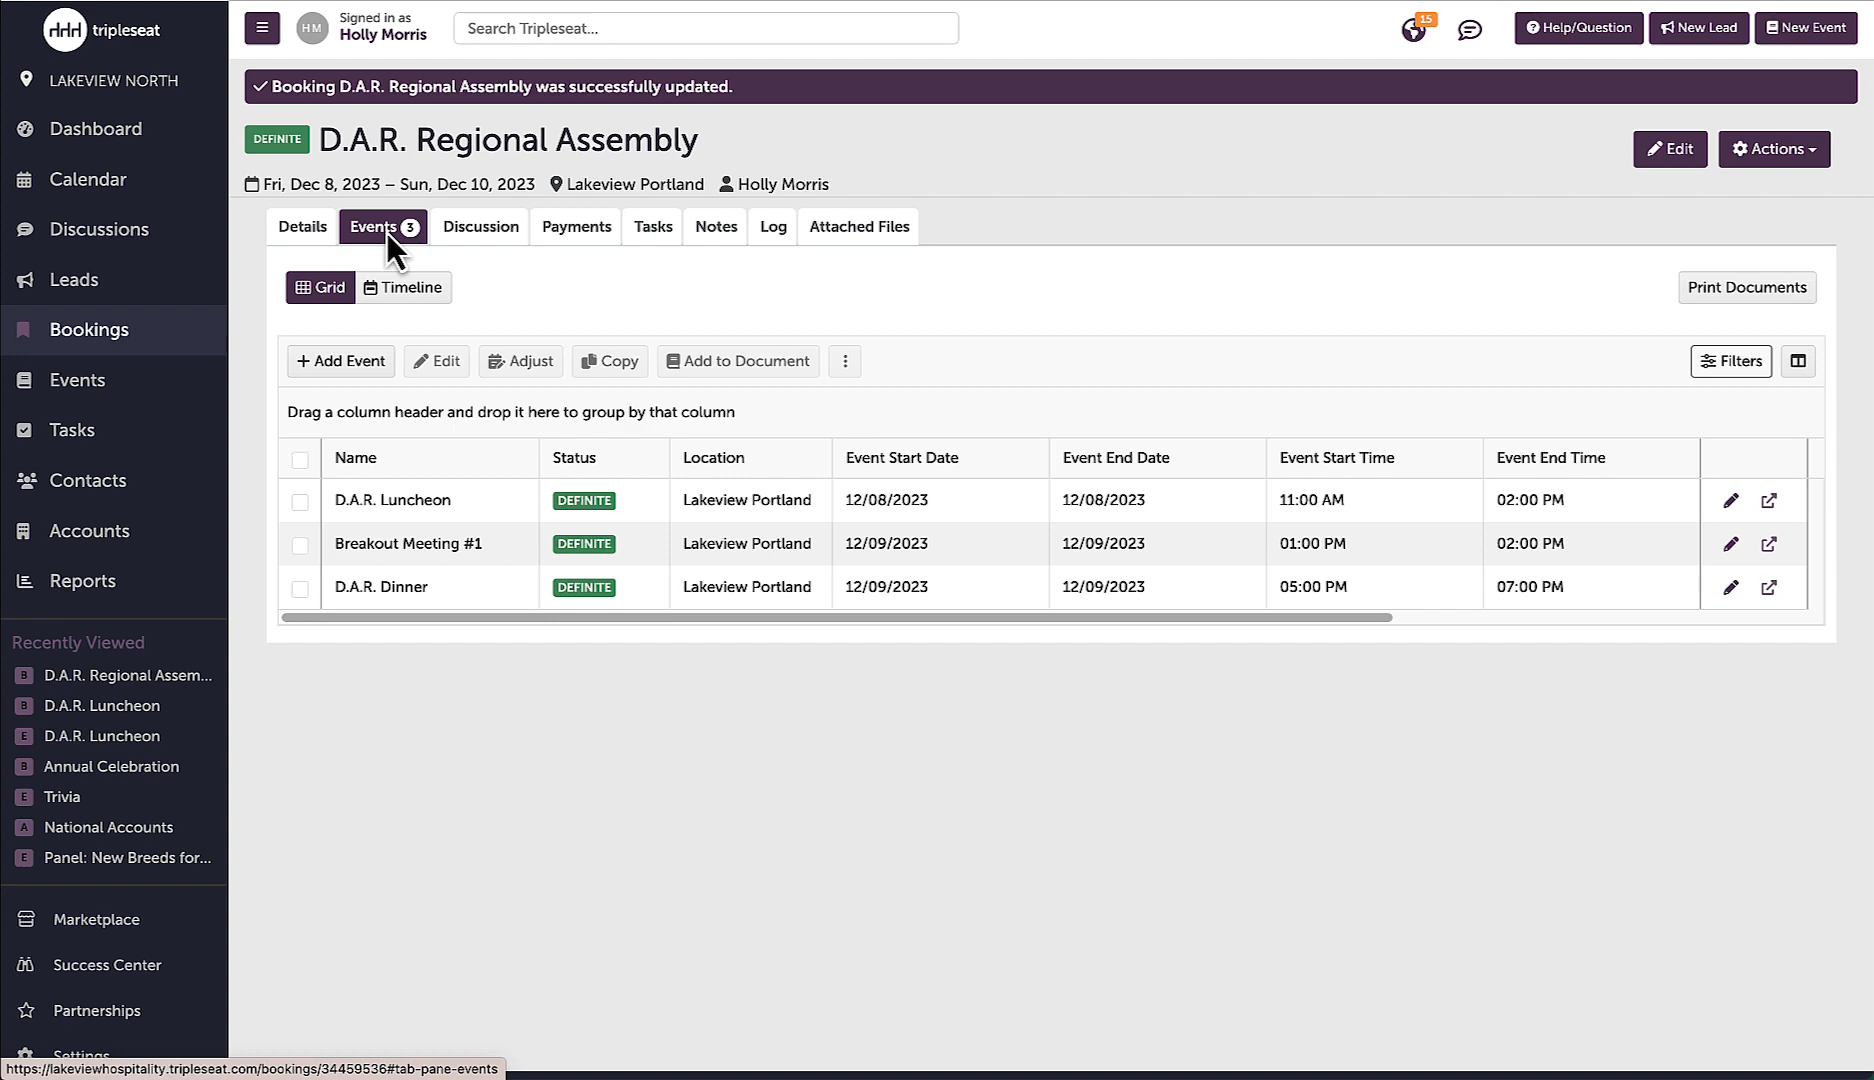 tripleseat
HM
Signed in as
Holly Morris
Search Tripleseat...
15
Help/Question
New Lead
New Event
LAKEVIEW NORTH
Dashboard
Calendar
Discussions
Leads
Bookings
Events
Tasks
Contacts
Accounts
Reports
Recently Viewed
B D.A.R. Regional Assem...
B D.A.R. Luncheon
E D.A.R. Luncheon
B Annual Celebration
E Trivia
A National Accounts
E Panel: New Breeds for...
Marketplace
Success Center
Partnerships
Settings
https://lakeviewhospitality.tripleseat.com/bookings/34459536#tab-pane-events
Booking D.A.R. Regional Assembly was successfully updated.
DEFINITE D.A.R. Regional Assembly
Edit Actions
Fri, Dec 8, 2023 – Sun, Dec 10, 2023 Lakeview Portland Holly Morris
Details Events 3 Discussion Payments Tasks Notes Log Attached Files
Grid Timeline Print Documents
+ Add Event Edit Adjust Copy Add to Document Filters
Drag a column header and drop it here to group by that column
Name Status Location Event Start Date Event End Date Event Start Time Event End Time
D.A.R. Luncheon DEFINITE Lakeview Portland 12/08/2023 12/08/2023 11:00 AM 02:00 PM
Breakout Meeting #1 DEFINITE Lakeview Portland 12/09/2023 12/09/2023 01:00 PM 02:00 PM
D.A.R. Dinner DEFINITE Lakeview Portland 12/09/2023 12/09/2023 05:00 PM 07:00 PM